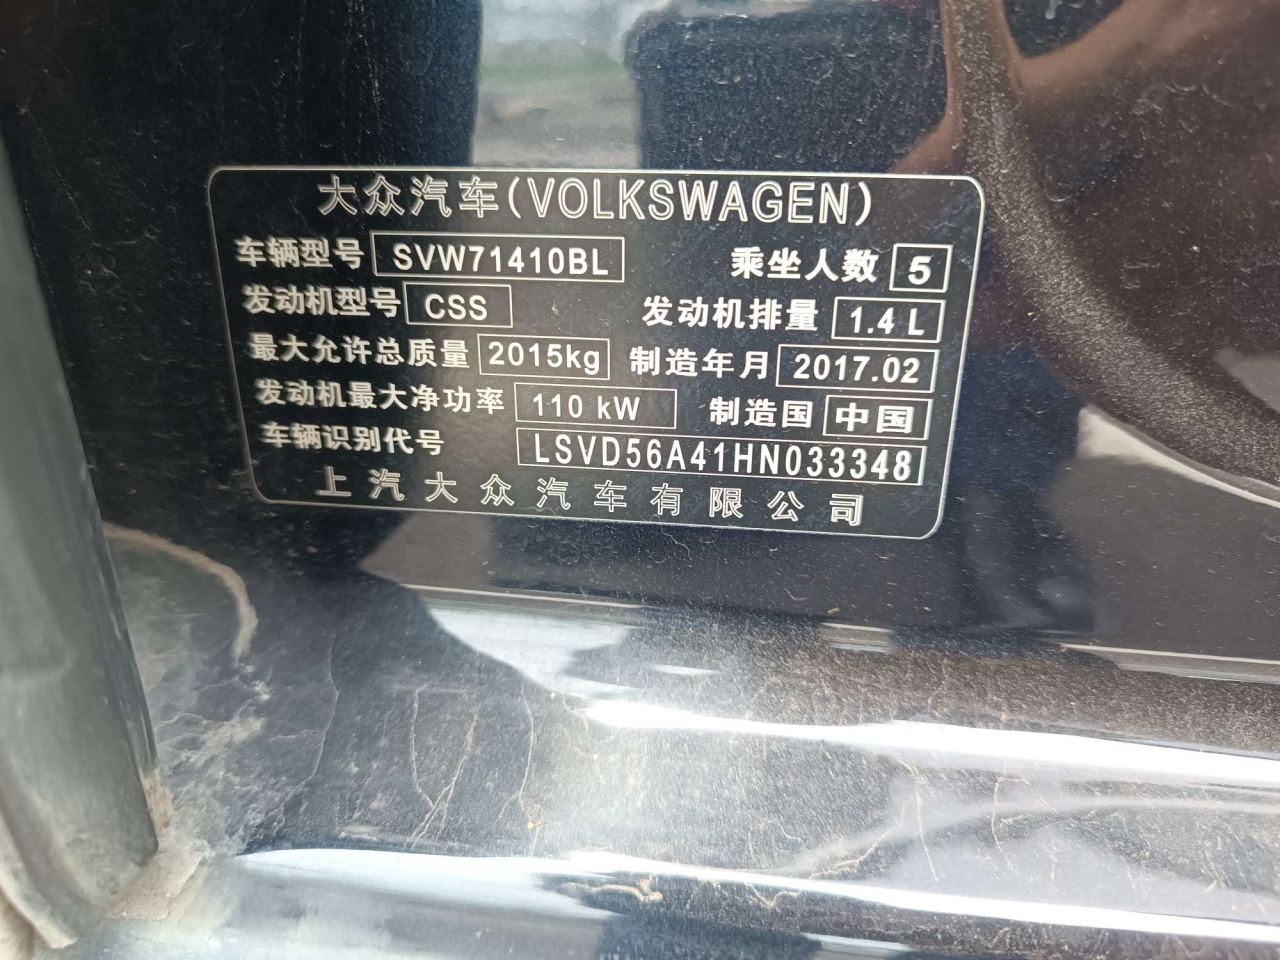 大众汽车(VOLKSWAGEN)
车辆型号 SVW71410BL 乘坐人数 5
发动机型号 CSS 发动机排量 1.4 L
最大允许总质量 2015kg 制造年月 2017.02
发动机最大净功率 110 kW 制造国 中国
车辆识别代号 LSVD56A41HN033348
上汽大众汽车有限公司